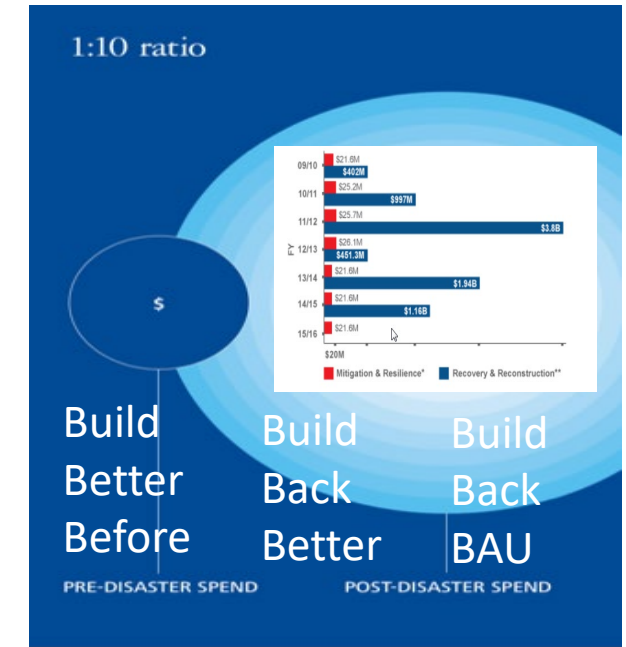 1:10 ratio
09/10
$21.6M
$402M
10/11
$25.2M
$997M
11/12
$25.7M
$3.8B
FY
12/13
$26.1M
$451.3M
13/14
$21.6M
$1.94B
14/15
$21.6M
$1.16B
15/16
$21.6M
$20M
Mitigation & Resilience*
Recovery & Reconstruction**
$
Build
Better
Before
Build
Back
Better
Build
Back
BAU
PRE-DISASTER SPEND
POST-DISASTER SPEND